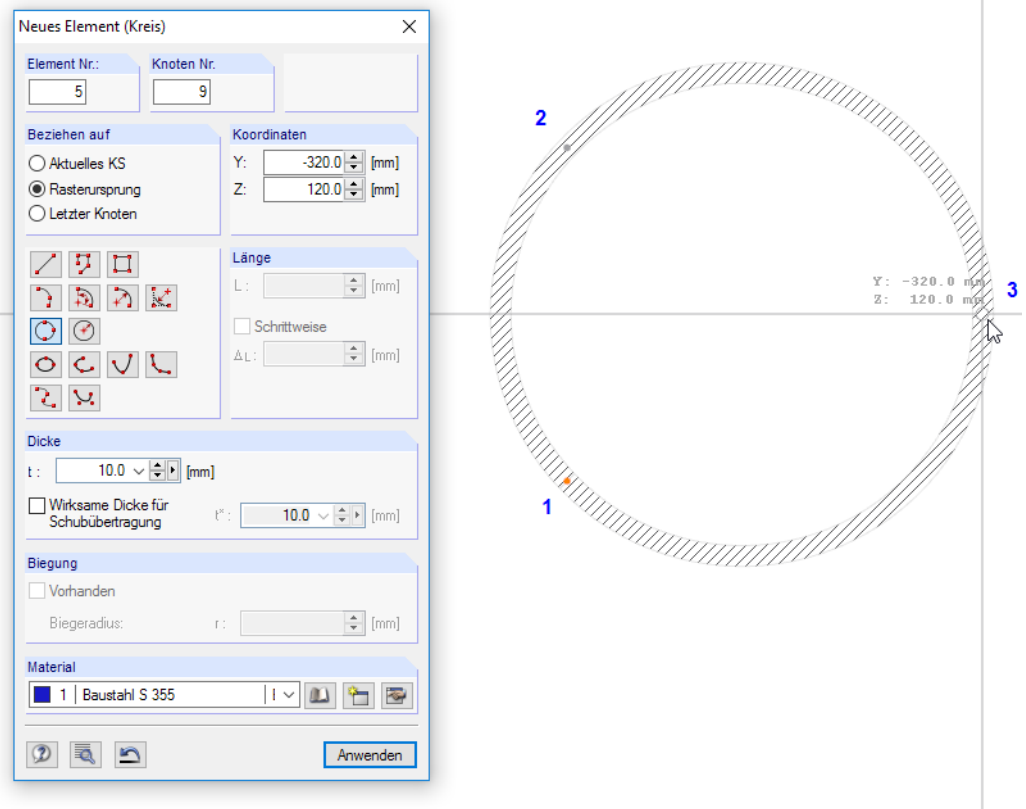 Neues Element (Kreis)
Element Nr.: Knoten Nr.
5 9
Beziehen auf
Aktuelles KS
Rasterursprung
Letzter Knoten
Koordinaten
Y: -320.0 [mm]
Z: 120.0 [mm]
Länge
L: [mm]
Schrittweise
ΔL: [mm]
Dicke
t: 10.0 [mm]
Wirksame Dicke für
Schubübertragung
t*: 10.0 [mm]
Biegung
Vorhanden
Biegeradius: r: [mm]
Material
1 Baustahl S 355
Anwenden
2
Y: -320.0 mm
Z: 120.0 mm
3
1